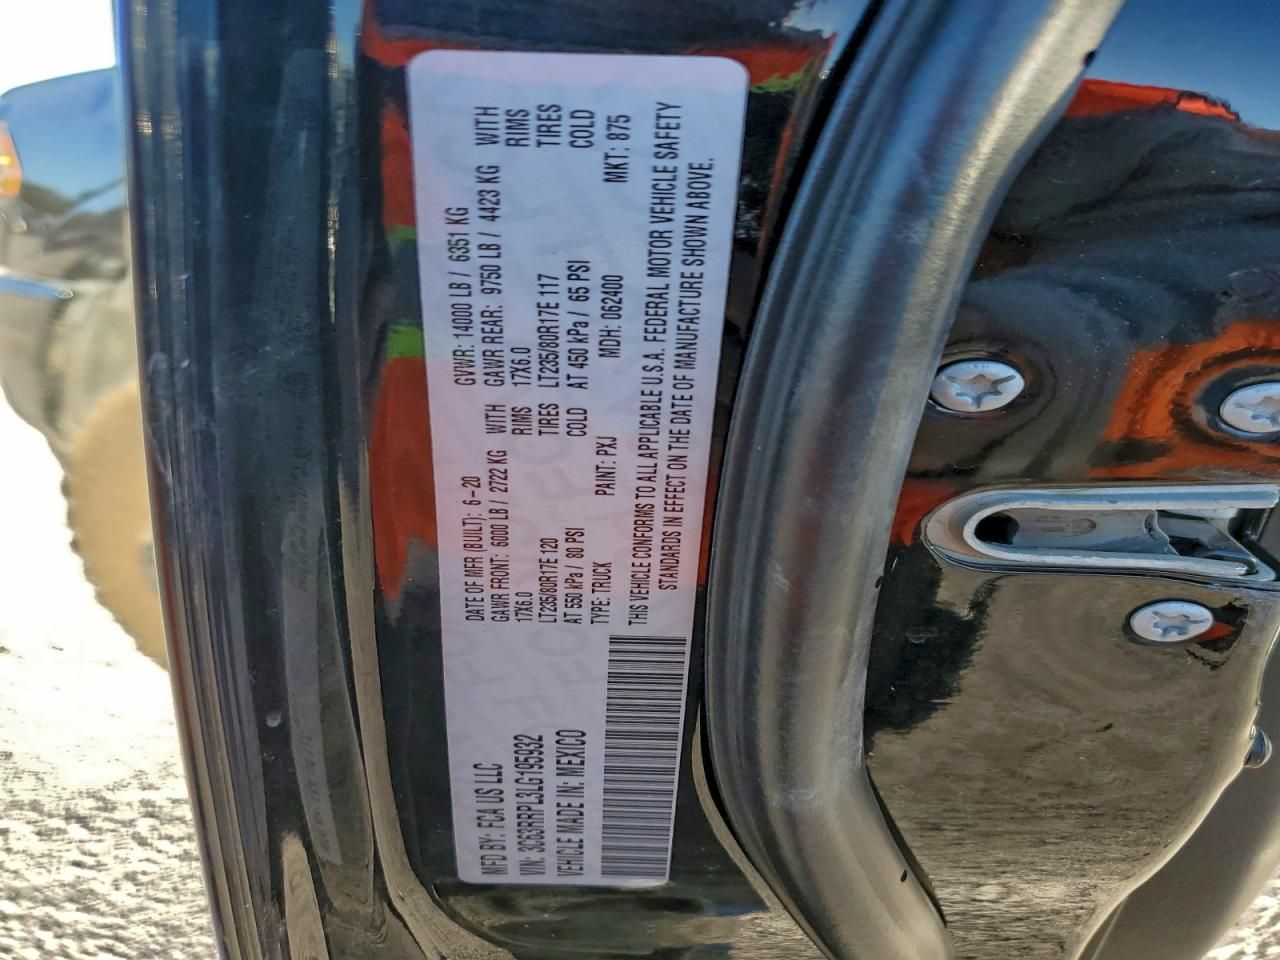 MFD BY: FCA US LLC
DATE OF MFR (BUILT): 6-20 GVWR: 14000 LB / 6351 KG
GAWR FRONT: 6000 LB / 2722 KG WITH GAWR REAR: 9750 LB / 4423 KG WITH
17X6.0 RIMS 17X6.0 RIMS
LT235/80R17E 120 TIRES LT235/80R17E 117 TIRES
AT 550 kPa / 80 PSI COLD AT 450 kPa / 65 PSI COLD
VIN: 3C63RRPL3LG195932
VEHICLE MADE IN: MEXICO
TYPE: TRUCK PAINT: PXJ MDH: 062400 MKT: 875
THIS VEHICLE CONFORMS TO ALL APPLICABLE U.S.A. FEDERAL MOTOR VEHICLE SAFETY
STANDARDS IN EFFECT ON THE DATE OF MANUFACTURE SHOWN ABOVE.